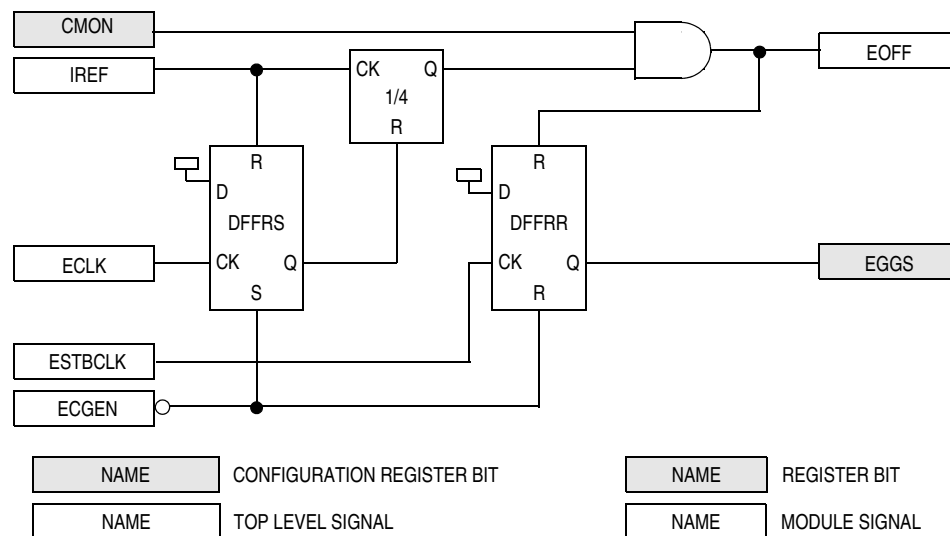 CMON
EOFF
IREF
CK Q
1/4
R
R
D
DFFRS
CK Q
S
R
D
DFFRR
CK Q
R
ECLK
EGGS
ESTBCLK
ECGEN
NAME CONFIGURATION REGISTER BIT
NAME REGISTER BIT
NAME TOP LEVEL SIGNAL
NAME MODULE SIGNAL